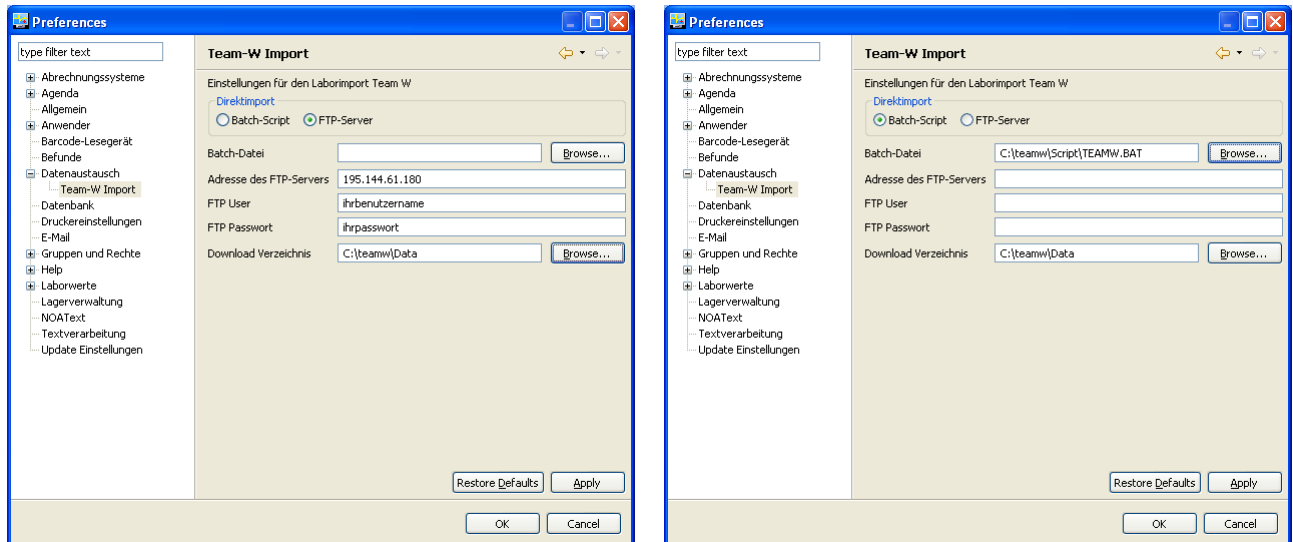 Preferences
type filter text
Abrechnungssysteme
Agenda
Allgemein
Anwender
Barcode-Lesegerät
Befunde
Datenaustausch
Team-W Import
Datenbank
Druckereinstellungen
E-Mail
Gruppen und Rechte
Help
Laborwerte
Lagerverwaltung
NOAText
Textverarbeitung
Update Einstellungen
Team-W Import
Einstellungen für den Laborimport Team W
Direktimport
Batch-Script FTP-Server
Batch-Datei Browse...
Adresse des FTP-Servers 195.144.61.180
FTP User ihrbenutzername
FTP Passwort ihrpasswort
Download Verzeichnis C:\teamw\Data Browse...
Restore Defaults Apply
OK Cancel
Preferences
type filter text
Abrechnungssysteme
Agenda
Allgemein
Anwender
Barcode-Lesegerät
Befunde
Datenaustausch
Team-W Import
Datenbank
Druckereinstellungen
E-Mail
Gruppen und Rechte
Help
Laborwerte
Lagerverwaltung
NOAText
Textverarbeitung
Update Einstellungen
Team-W Import
Einstellungen für den Laborimport Team W
Direktimport
Batch-Script FTP-Server
Batch-Datei C:\teamw\Script\TEAMW.BAT Browse...
Adresse des FTP-Servers
FTP User
FTP Passwort
Download Verzeichnis C:\teamw\Data Browse...
Restore Defaults Apply
OK Cancel